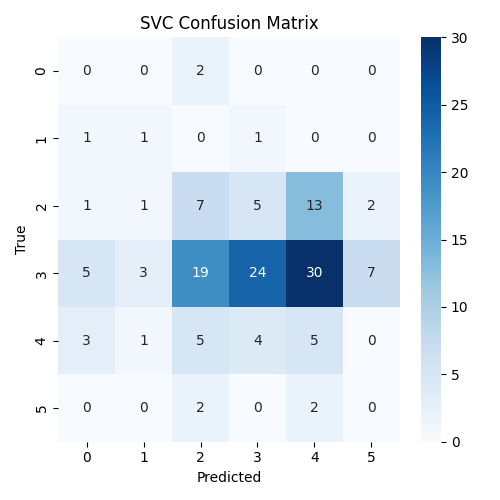 SVC Confusion Matrix
0 0 0 2 0 0 0
1 1 1 0 1 0 0
2 1 1 7 5 13 2
3 5 3 19 24 30 7
4 3 1 5 4 5 0
5 0 0 2 0 2 0
0 1 2 3 4 5
True
Predicted
30
25
20
15
10
5
0